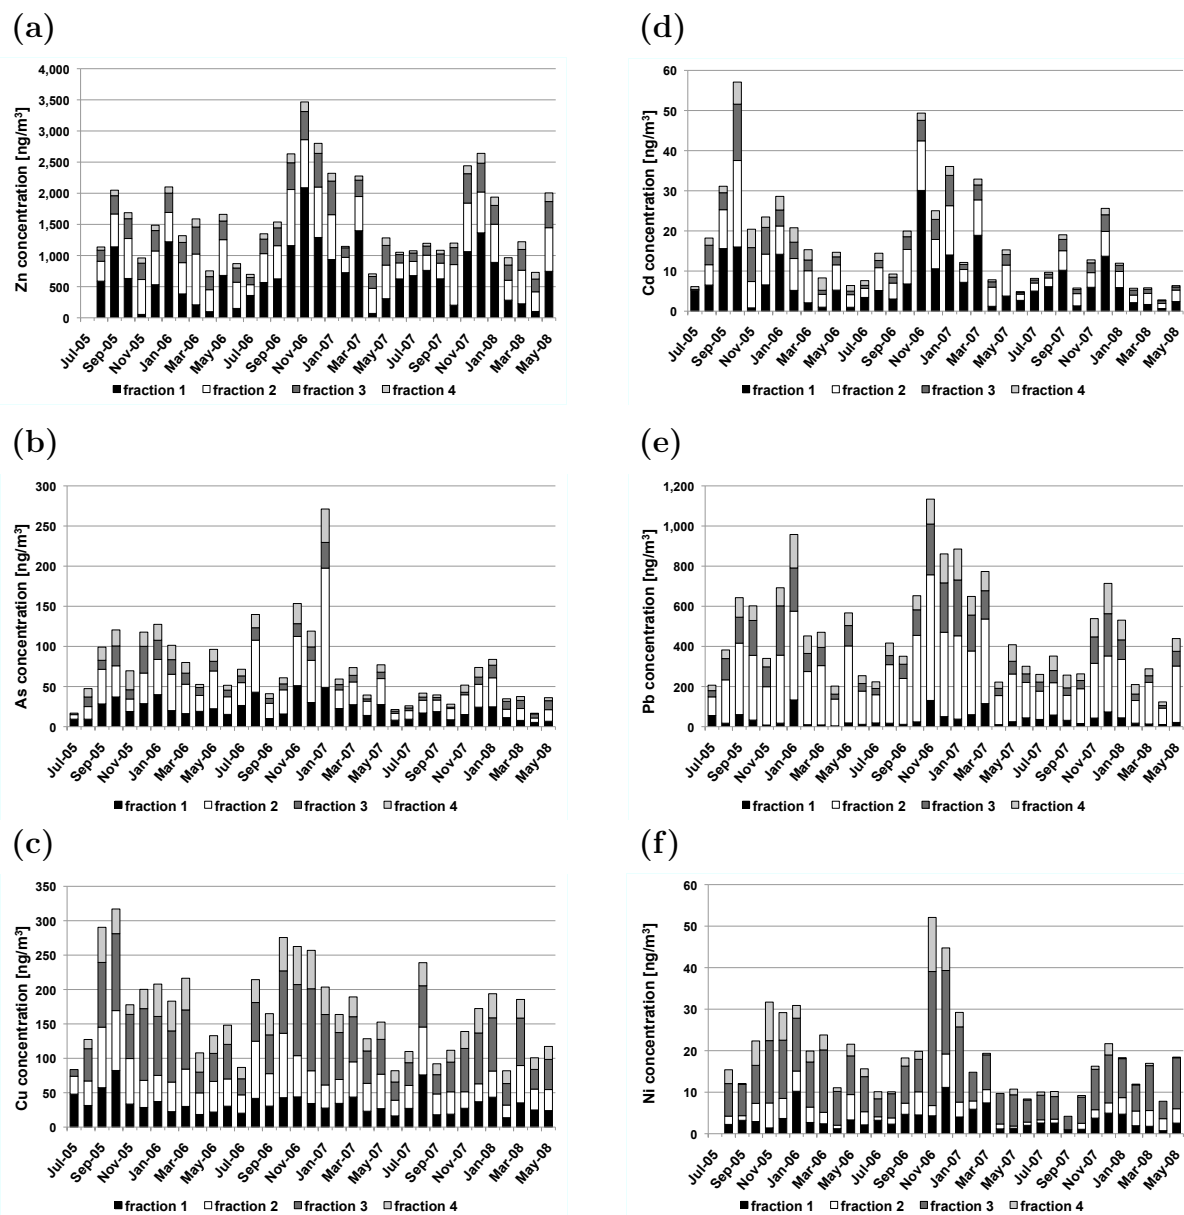 (a)
Zn concentration [ng/m³]
4,000
3,500
3,000
2,500
2,000
1,500
1,000
500
0
Jul-05 Sep-05 Nov-05 Jan-06 Mar-06 May-06 Jul-06 Sep-06 Nov-06 Jan-07 Mar-07 May-07 Jul-07 Sep-07 Nov-07 Jan-08 Mar-08 May-08
fraction 1 fraction 2 fraction 3 fraction 4
(b)
As concentration [ng/m³]
300
250
200
150
100
50
0
Jul-05 Sep-05 Nov-05 Jan-06 Mar-06 May-06 Jul-06 Sep-06 Nov-06 Jan-07 Mar-07 May-07 Jul-07 Sep-07 Nov-07 Jan-08 Mar-08 May-08
fraction 1 fraction 2 fraction 3 fraction 4
(c)
Cu concentration [ng/m³]
350
300
250
200
150
100
50
0
Jul-05 Sep-05 Nov-05 Jan-06 Mar-06 May-06 Jul-06 Sep-06 Nov-06 Jan-07 Mar-07 May-07 Jul-07 Sep-07 Nov-07 Jan-08 Mar-08 May-08
fraction 1 fraction 2 fraction 3 fraction 4
(d)
Cd concentration [ng/m³]
60
50
40
30
20
10
0
Jul-05 Sep-05 Nov-05 Jan-06 Mar-06 May-06 Jul-06 Sep-06 Nov-06 Jan-07 Mar-07 May-07 Jul-07 Sep-07 Nov-07 Jan-08 Mar-08 May-08
fraction 1 fraction 2 fraction 3 fraction 4
(e)
Pb concentration [ng/m³]
1,200
1,000
800
600
400
200
0
Jul-05 Sep-05 Nov-05 Jan-06 Mar-06 May-06 Jul-06 Sep-06 Nov-06 Jan-07 Mar-07 May-07 Jul-07 Sep-07 Nov-07 Jan-08 Mar-08 May-08
fraction 1 fraction 2 fraction 3 fraction 4
(f)
Ni concentration [ng/m³]
60
50
40
30
20
10
0
Jul-05 Sep-05 Nov-05 Jan-06 Mar-06 May-06 Jul-06 Sep-06 Nov-06 Jan-07 Mar-07 May-07 Jul-07 Sep-07 Nov-07 Jan-08 Mar-08 May-08
fraction 1 fraction 2 fraction 3 fraction 4